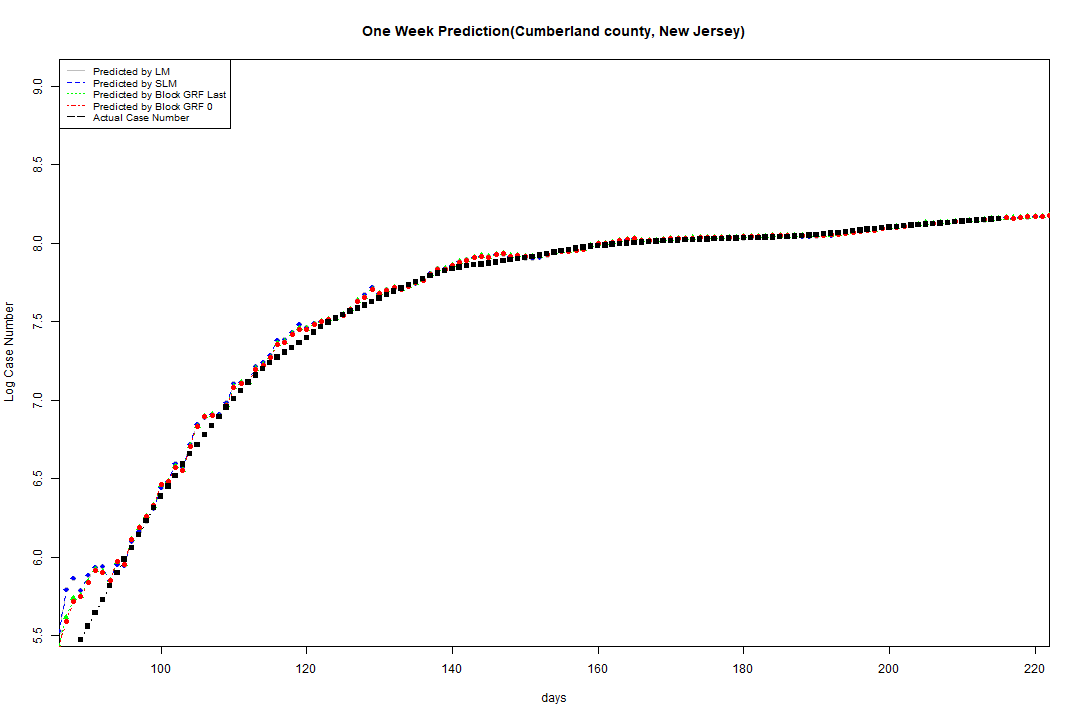 One Week Prediction(Cumberland county, New Jersey)
Predicted by LM
Predicted by SLM
Predicted by Block GRF Last
Predicted by Block GRF 0
Actual Case Number
9.0
8.5
8.0
7.5
7.0
6.5
6.0
5.5
Log Case Number
100 120 140 160 180 200 220
days